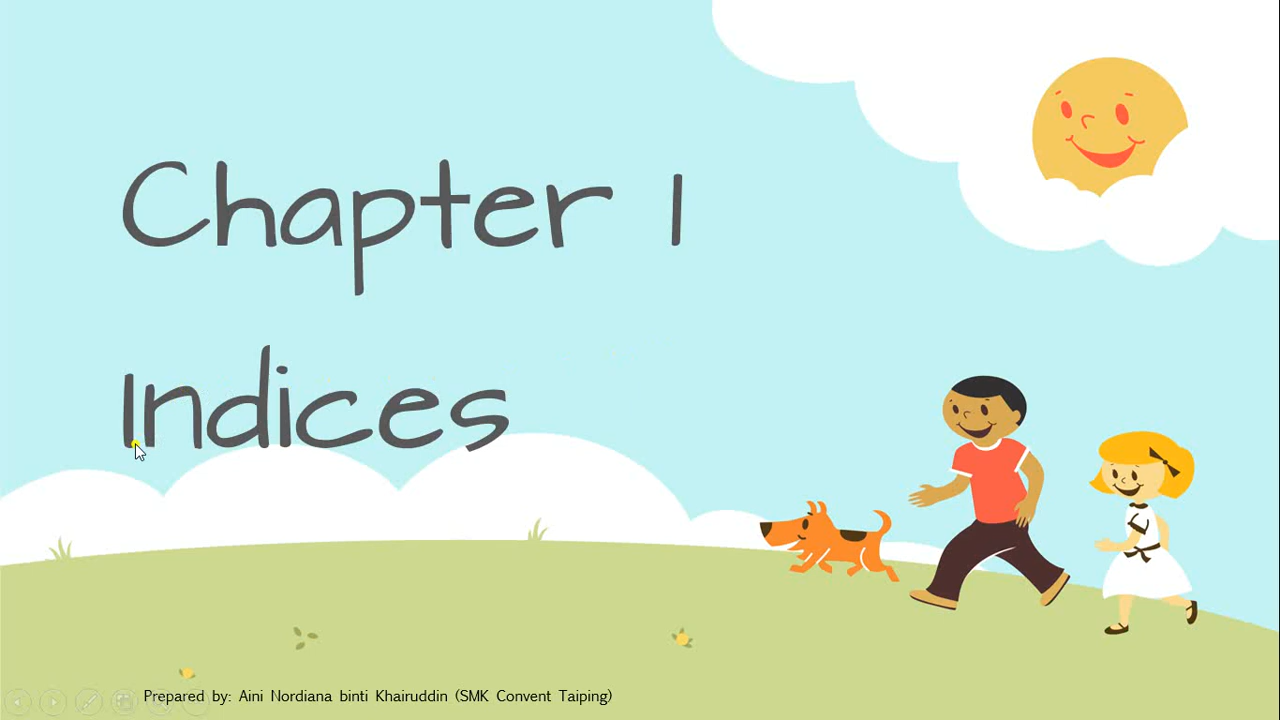 Chapter 1
Indices
Prepared by: Aini Nordiana binti Khairuddin (SMK Convent Taiping)